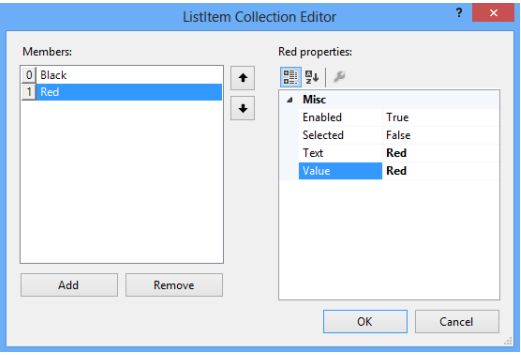 ListItem Collection Editor
?
×
Members:
0 Black
1 Red
Add
Remove
Red properties:
Misc
Enabled True
Selected False
Text Red
Value Red
OK
Cancel